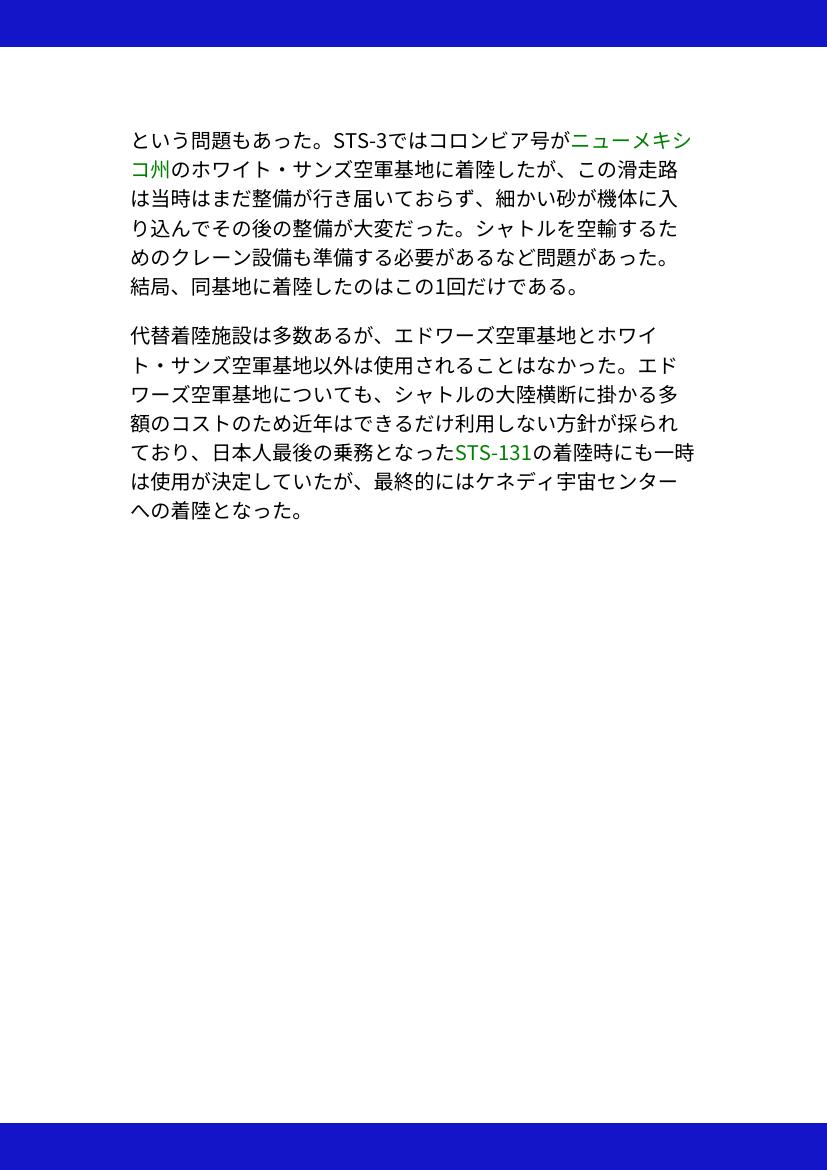 という問題もあった。STS-3ではコロンビア号がニューメキシ
コ州のホワイト・サンズ空軍基地に着陸したが、この滑走路
は当時はまだ整備が行き届いておらず、細かい砂が機体に入
り込んでその後の整備が大変だった。シャトルを空輸するた
めのクレーン設備も準備する必要があるなど問題があった。
結局、同基地に着陸したのはこの1回だけである。
代替着陸施設は多数あるが、エドワーズ空軍基地とホワイ
ト・サンズ空軍基地以外は使用されることはなかった。エド
ワーズ空軍基地についても、シャトルの大陸横断に掛かる多
額のコストのため近年はできるだけ利用しない方針が採られ
ており、日本人最後の乗務となったSTS-131の着陸時にも一時
は使用が決定していたが、最終的にはケネディ宇宙センター
への着陸となった。